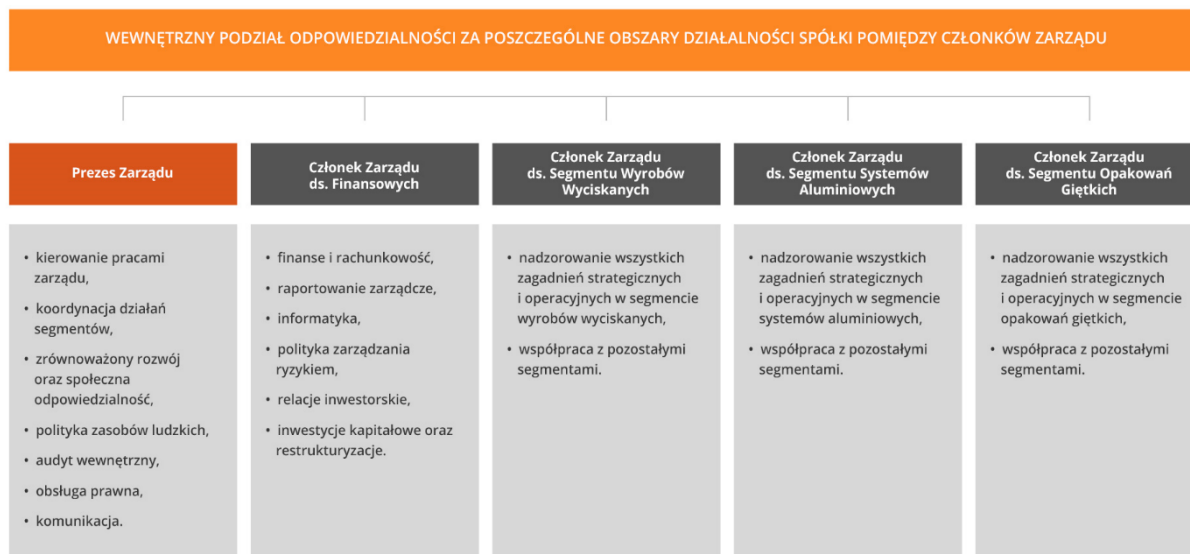 WEWNĘTRZNY PODZIAŁ ODPOWIEDZIALNOŚCI ZA POSZCZEGÓLNE OBSZARY DZIAŁALNOŚCI SPÓŁKI POMIĘDZY CZŁONKÓW ZARZĄDU
Prezes Zarządu
• kierowanie pracami
zarządu,
• koordynacja działań
segmentów,
• zrównoważony rozwój
oraz społeczna
odpowiedzialność,
• polityka zasobów ludzkich,
• audyt wewnętrzny,
• obsługa prawna,
• komunikacja.
Członek Zarządu
ds. Finansowych
• finanse i rachunkowość,
• raportowanie zarządcze,
• informatyka,
• polityka zarządzania
ryzykiem,
• relacje inwestorskie,
• inwestycje kapitałowe oraz
restrukturyzacje.
Członek Zarządu
ds. Segmentu Wyrobów
Wyciskanych
• nadzorowanie wszystkich
zagadnień strategicznych
i operacyjnych w segmencie
wyrobów wyciskanych,
• współpraca z pozostałymi
segmentami.
Członek Zarządu
ds. Segmentu Systemów
Aluminiowych
• nadzorowanie wszystkich
zagadnień strategicznych
i operacyjnych w segmencie
systemów aluminiowych,
• współpraca z pozostałymi
segmentami.
Członek Zarządu
ds. Segmentu Opakowań
Giętkich
• nadzorowanie wszystkich
zagadnień strategicznych
i operacyjnych w segmencie
opakowań giętkich,
• współpraca z pozostałymi
segmentami.